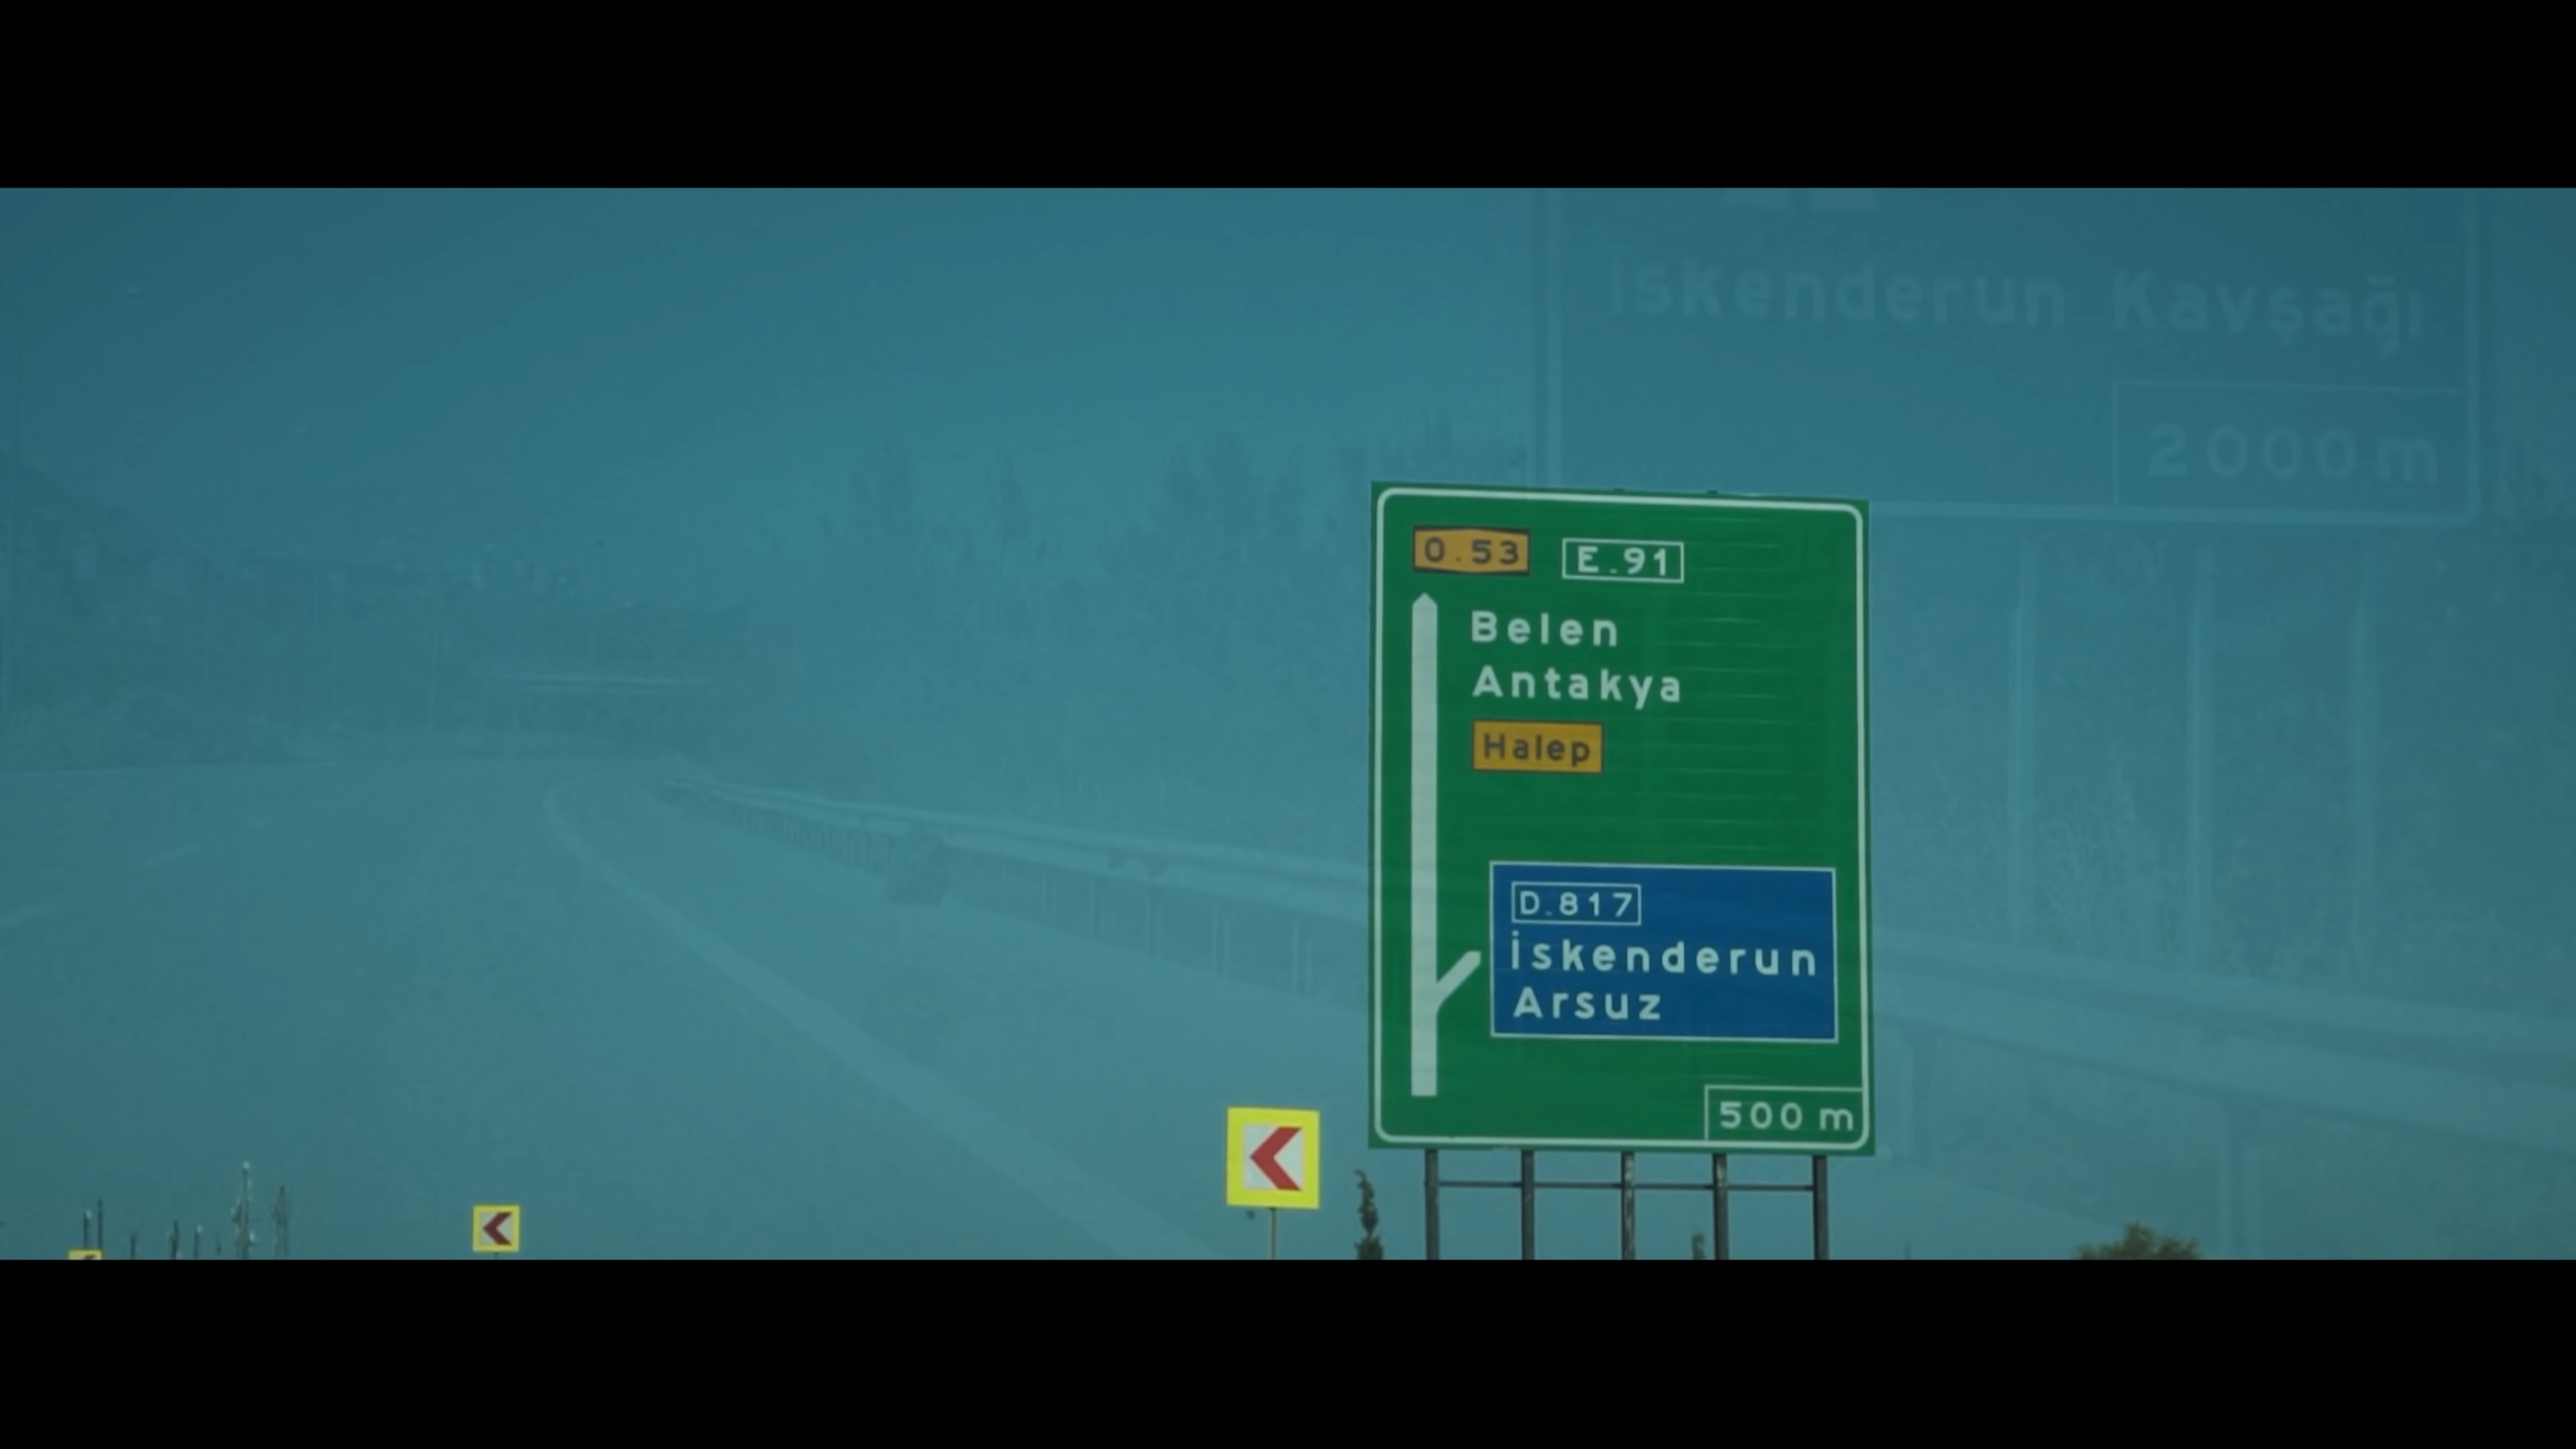 İskenderun Kavşağı
2000 m
O.53 E.91
Belen
Antakya
Halep
D.817
İskenderun
Arsuz
500 m